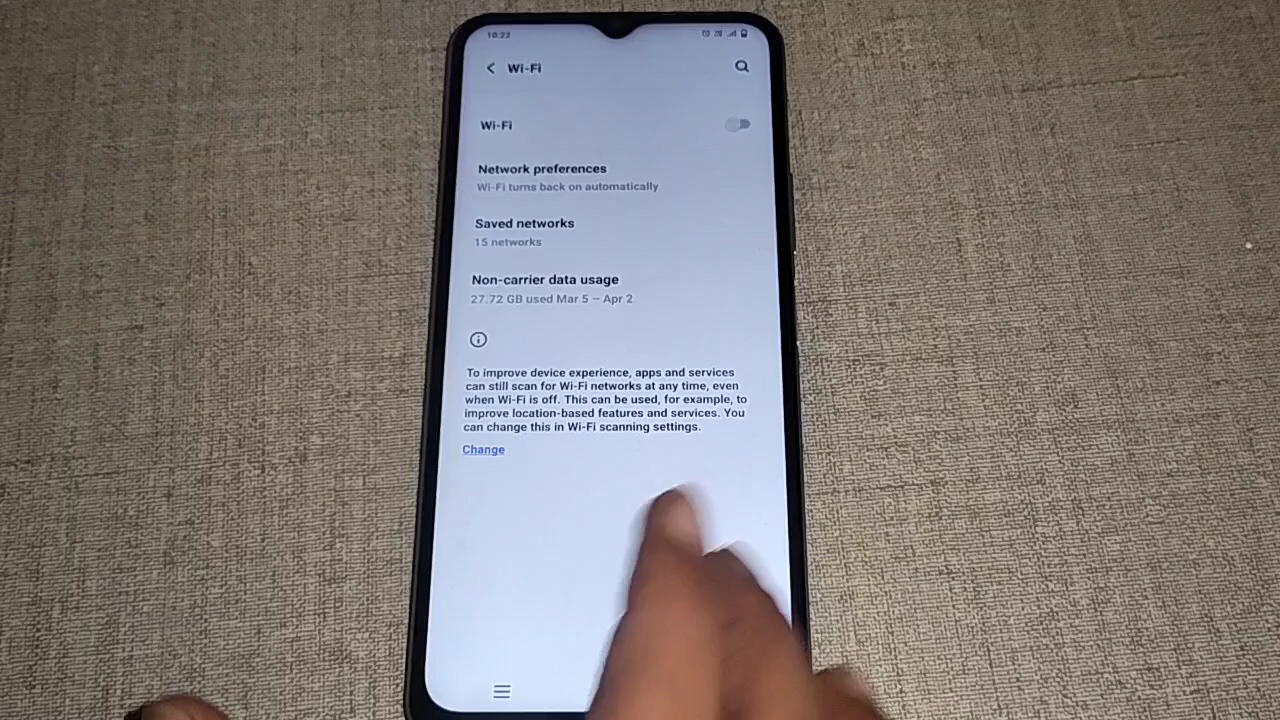 10:22
Wi-Fi
Wi-Fi
Network preferences
Wi-Fi turns back on automatically
Saved networks
15 networks
Non-carrier data usage
27.72 GB used Mar 5 – Apr 2
To improve device experience, apps and services
can still scan for Wi-Fi networks at any time, even
when Wi-Fi is off. This can be used, for example, to
improve location-based features and services. You
can change this in Wi-Fi scanning settings.
Change